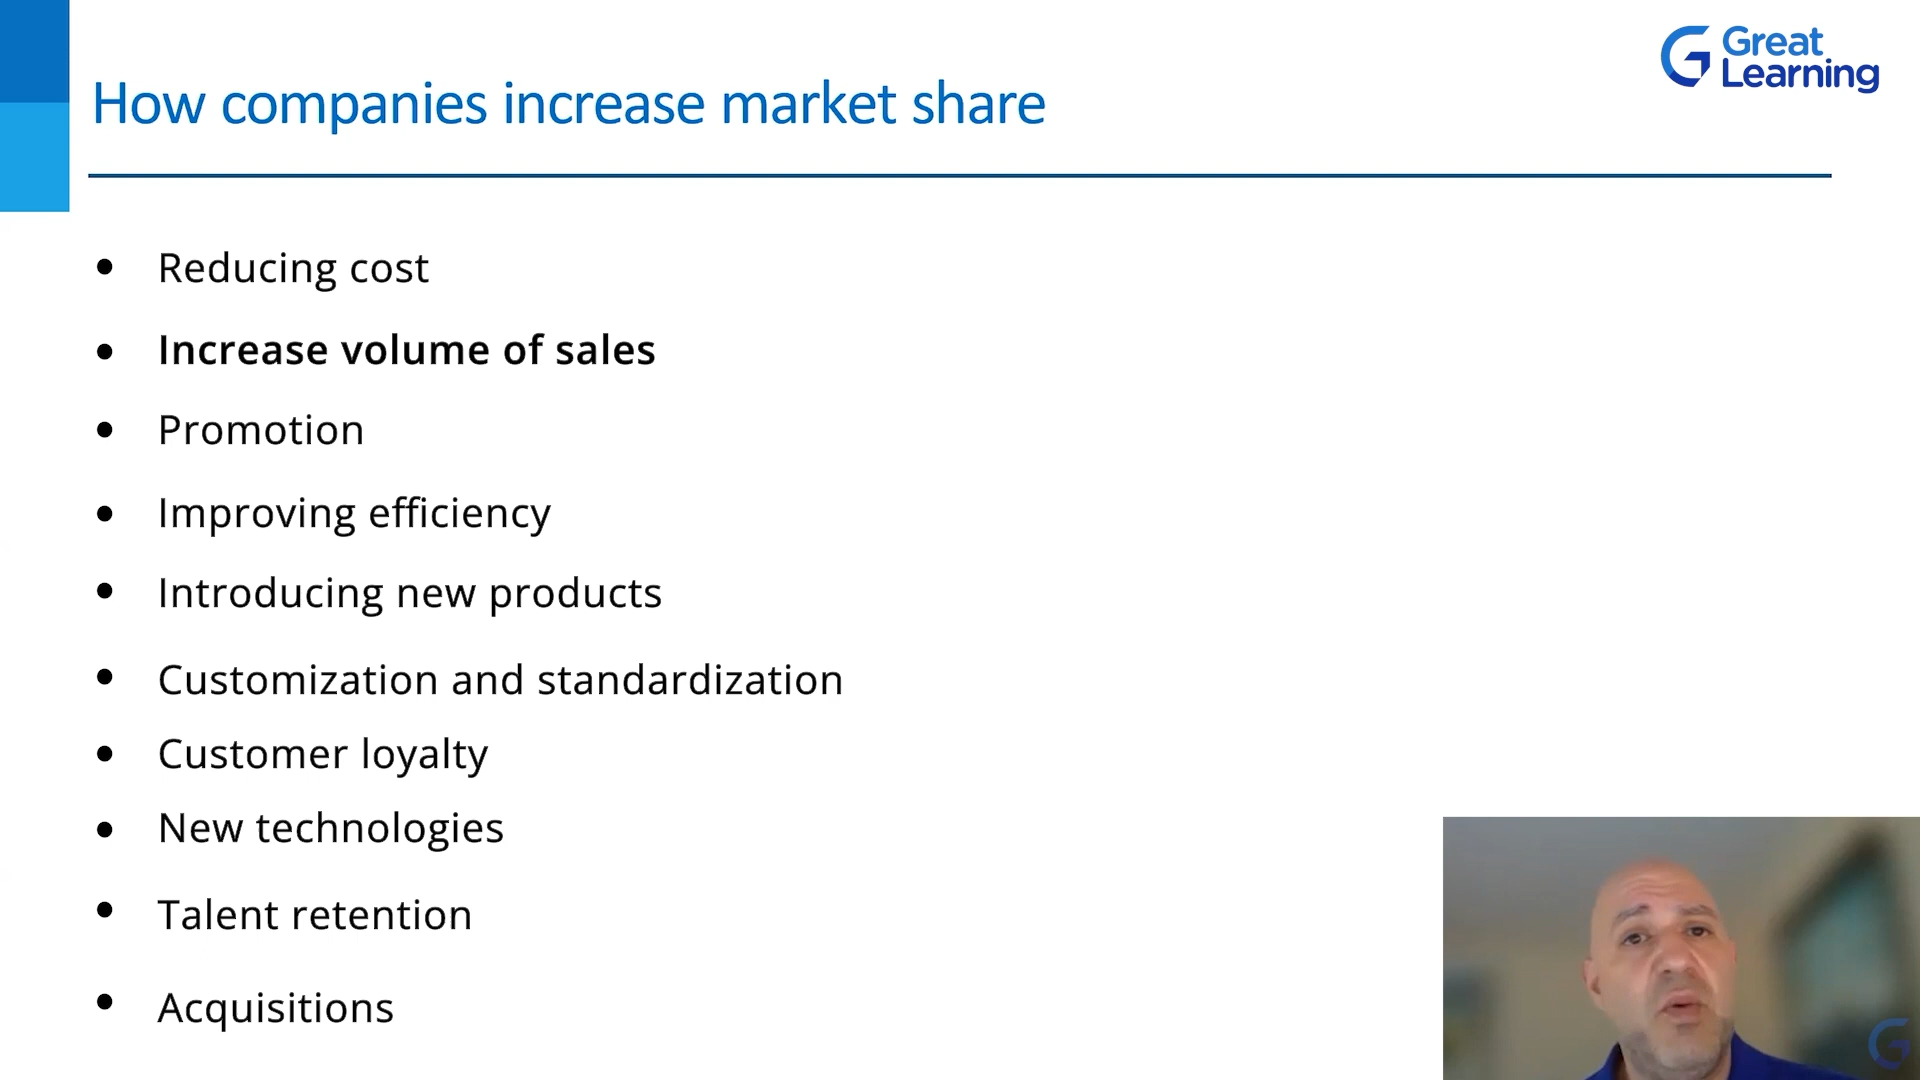 Great
Learning
How companies increase market share
Reducing cost
Increase volume of sales
Promotion
Improving efficiency
Introducing new products
Customization and standardization
Customer loyalty
New technologies
Talent retention
Acquisitions